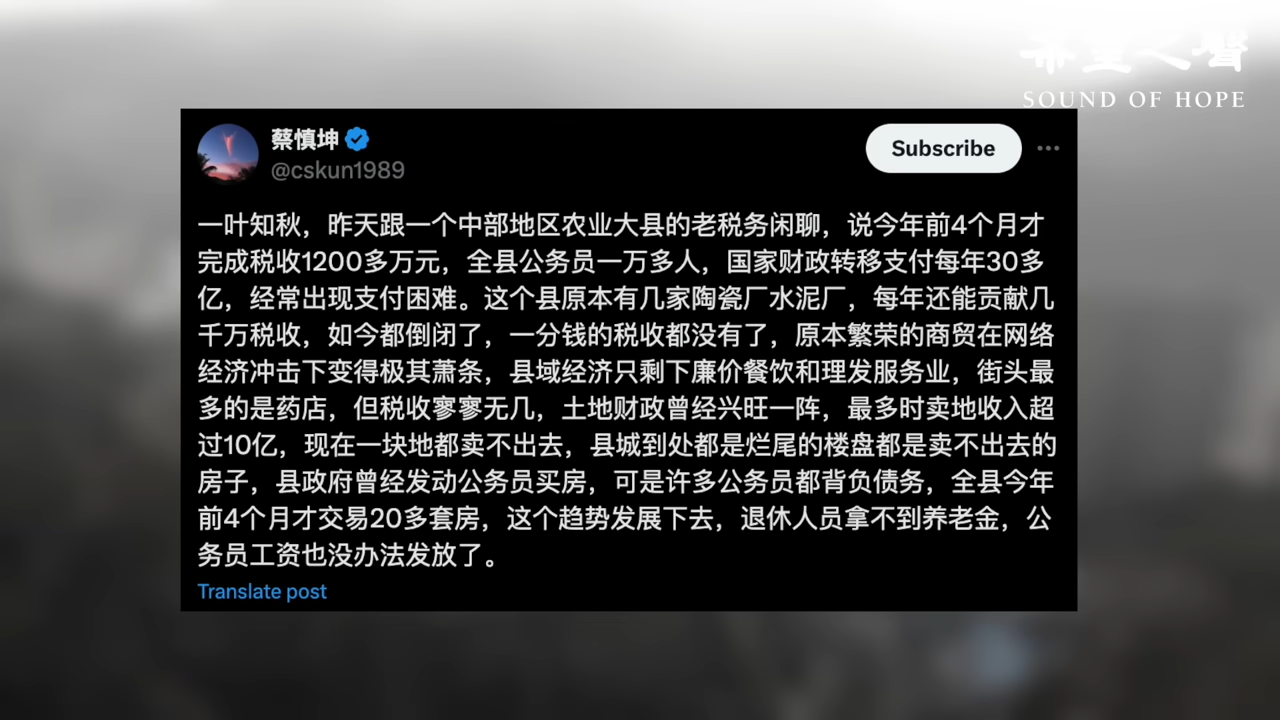 希望之聲
SOUND OF HOPE
蔡慎坤
@cskun1989
Subscribe
一叶知秋，昨天跟一个中部地区农业大县的老税务闲聊，说今年前4个月才
完成税收1200多万元，全县公务员一万多人，国家财政转移支付每年30多
亿，经常出现支付困难。这个县原本有几家陶瓷厂水泥厂，每年还能贡献几
千万税收，如今都倒闭了，一分钱的税收都没有了，原本繁荣的商贸在网络
经济冲击下变得极其萧条，县域经济只剩下廉价餐饮和理发服务业，街头最
多的是药店，但税收寥寥无几，土地财政曾经兴旺一阵，最多时卖地收入超
过10亿，现在一块地都卖不出去，县城到处都是烂尾的楼盘都是卖不出去的
房子，县政府曾经发动公务员买房，可是许多公务员都背负债务，全县今年
前4个月才交易20多套房，这个趋势发展下去，退休人员拿不到养老金，公
务员工资也没办法发放了。
Translate post